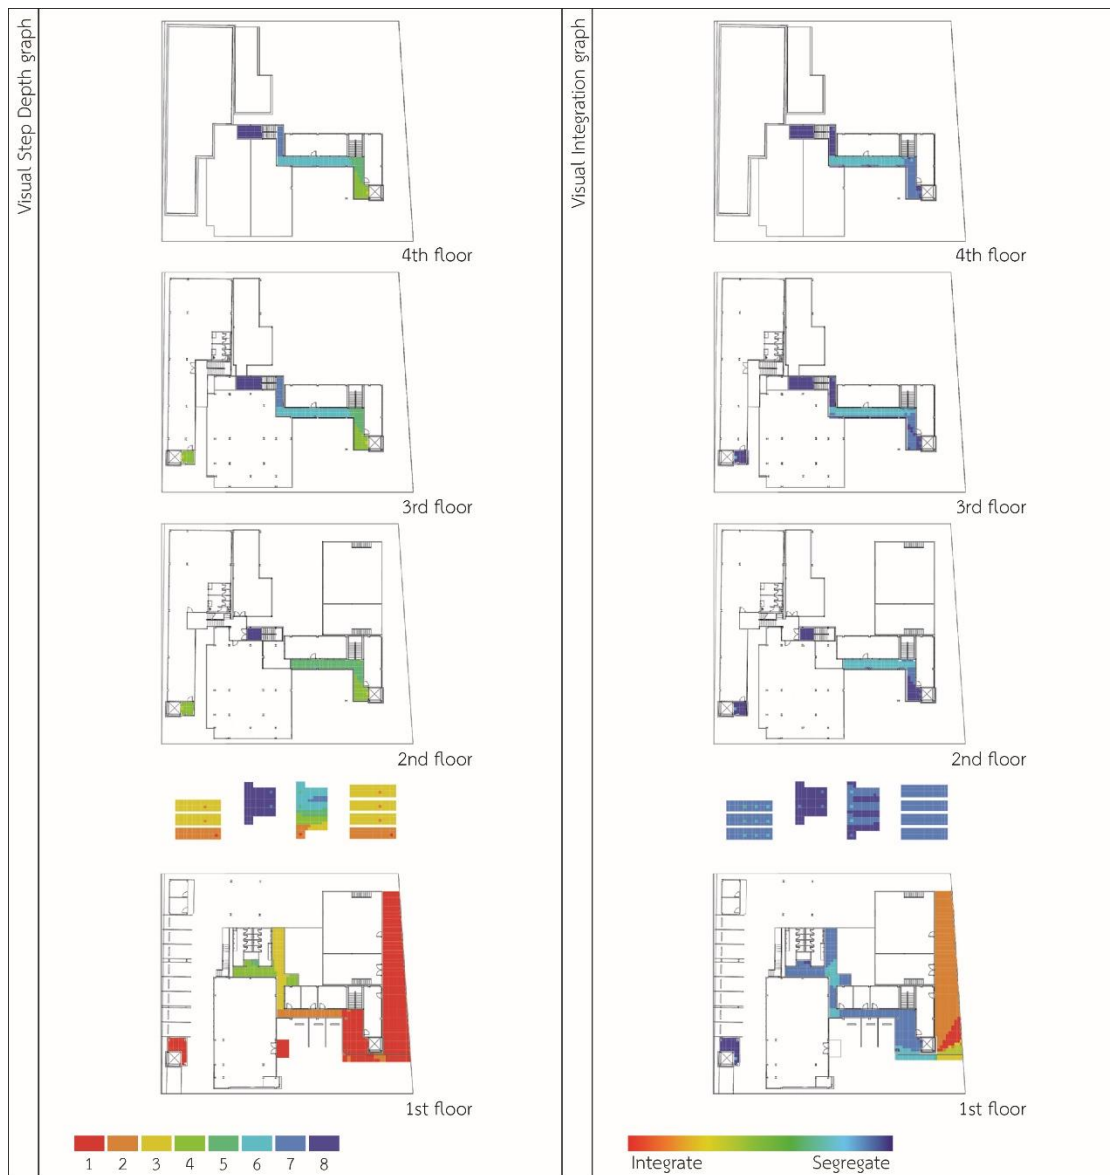 Visual Step Depth graph
4th floor
3rd floor
2nd floor
1st floor
1
2
3
4
5
6
7
8
Visual Integration graph
4th floor
3rd floor
2nd floor
1st floor
Integrate
Segregate